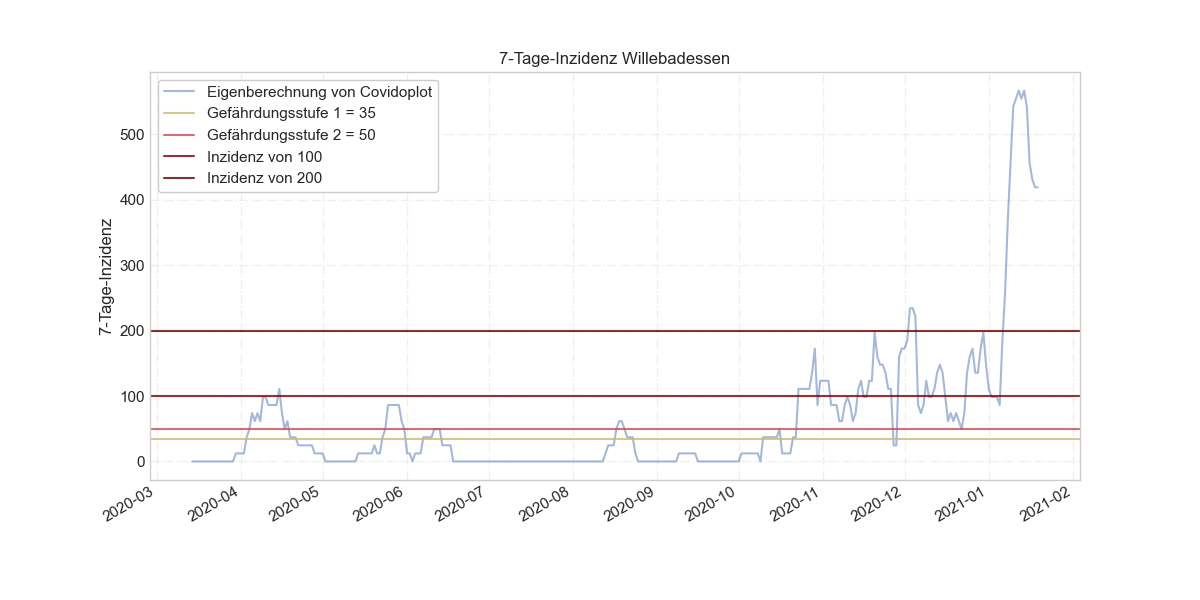 7-Tage-Inzidenz Willebadessen
Eigenberechnung von Covidoplot
Gefährdungsstufe 1 = 35
Gefährdungsstufe 2 = 50
Inzidenz von 100
Inzidenz von 200
7-Tage-Inzidenz
500
400
300
200
100
0
2020-03
2020-04
2020-05
2020-06
2020-07
2020-08
2020-09
2020-10
2020-11
2020-12
2021-01
2021-02